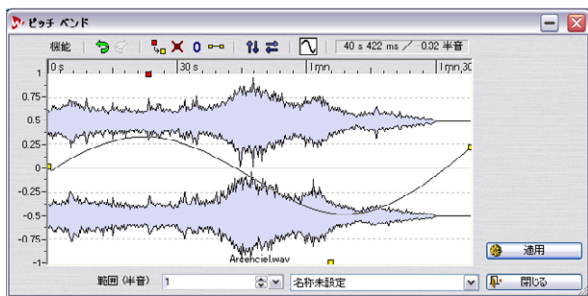 ピッチ ベンド
機能 0 40 s 422 ms / -0.32 半音
0 s 30 s 1 mn, 1 mn,30
1
0.75
0.5
0.25
0
-0.25
-0.5
-0.75
-1
Arcenciel.wav
適用
範囲 (半音) 1 名称未設定 閉じる